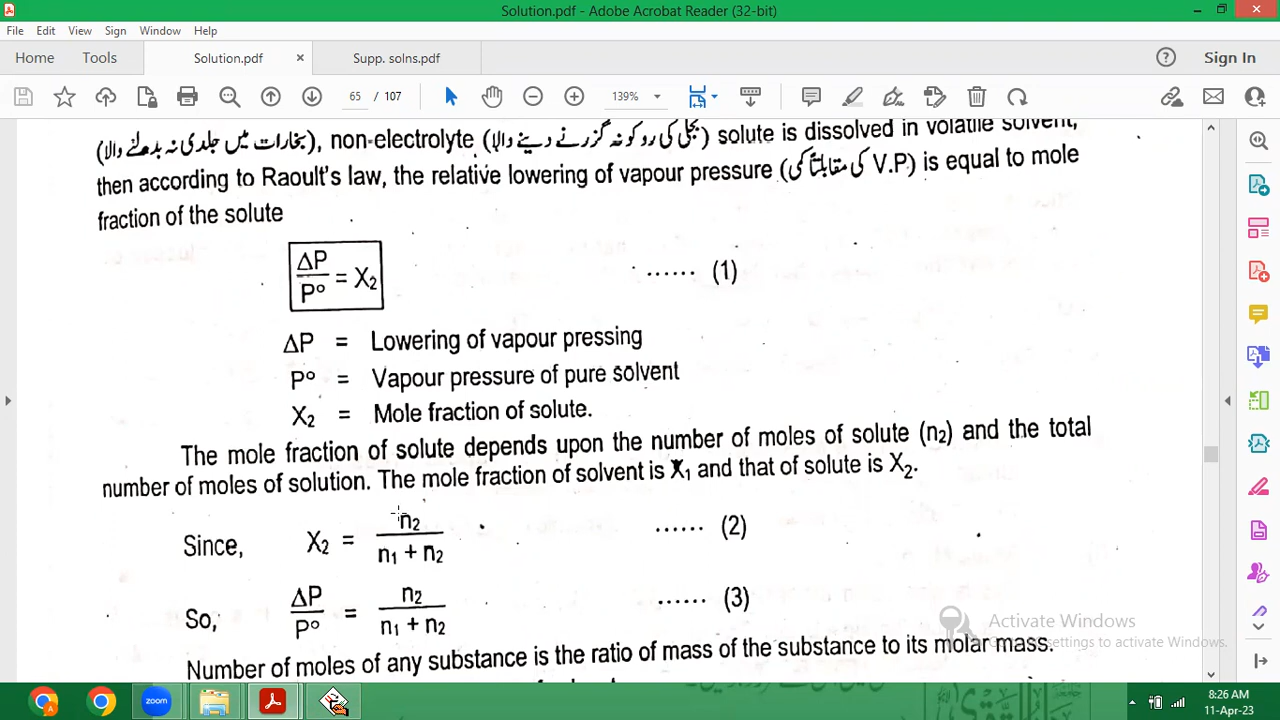 Solution.pdf - Adobe Acrobat Reader (32-bit)
File Edit View Sign Window Help
Home Tools Solution.pdf × Supp. solns.pdf Sign In
65 / 107 139%
(بخارات میں جلدی نہ بدلنے والا), non-electrolyte (بجلی کی رو کو نہ گزرنے دینے والا) solute is dissolved in volatile solvent,
then according to Raoult's law, the relative lowering of vapour pressure (V.P کی مقابلتاً کمی) is equal to mole
fraction of the solute
ΔP/P° = X₂ ...... (1)
ΔP = Lowering of vapour pressing
P° = Vapour pressure of pure solvent
X₂ = Mole fraction of solute.
The mole fraction of solute depends upon the number of moles of solute (n₂) and the total
number of moles of solution. The mole fraction of solvent is X₁ and that of solute is X₂.
Since, X₂ = n₂/(n₁ + n₂) ...... (2)
So, ΔP/P° = n₂/(n₁ + n₂) ...... (3)
Activate Windows
Go to settings to activate Windows.
Number of moles of any substance is the ratio of mass of the substance to its molar mass.
zoom
8:26 AM
11-Apr-23